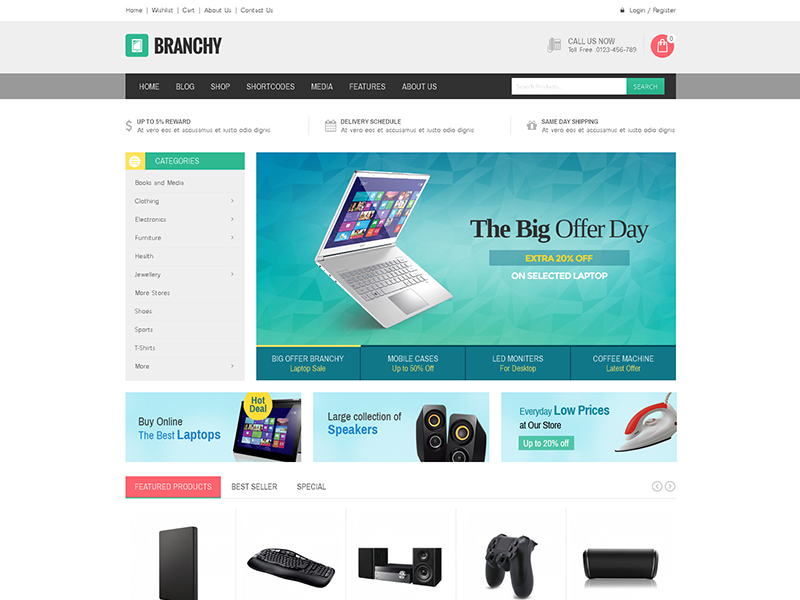 Home | Wishlist | Cart | About Us | Contact Us
Login / Register
BRANCHY
CALL US NOW
Toll Free :0123-456-789
0
HOME BLOG SHOP SHORTCODES MEDIA FEATURES ABOUT US
Search Products...
SEARCH
UP TO 5% REWARD
At vero eos et accusamus et iusto odio dignis
DELIVERY SCHEDULE
At vero eos et accusamus et iusto odio dignis
SAME DAY SHIPPING
At vero eos et accusamus et iusto odio dignis
CATEGORIES
Books and Media
Clothing
Electronics
Furniture
Health
Jewellery
More Stores
Shoes
Sports
T-Shirts
More
The Big Offer Day
EXTRA 20% OFF
ON SELECTED LAPTOP
BIG OFFER BRANCHY
Laptop Sale
MOBILE CASES
Up to 50% Off
LED MONITERS
For Desktop
COFFEE MACHINE
Latest Offer
Buy Online
The Best Laptops
Hot
Deal
Large collection of
Speakers
Everyday Low Prices
at Our Store
Up to 20% off
FEATURED PRODUCTS BEST SELLER SPECIAL